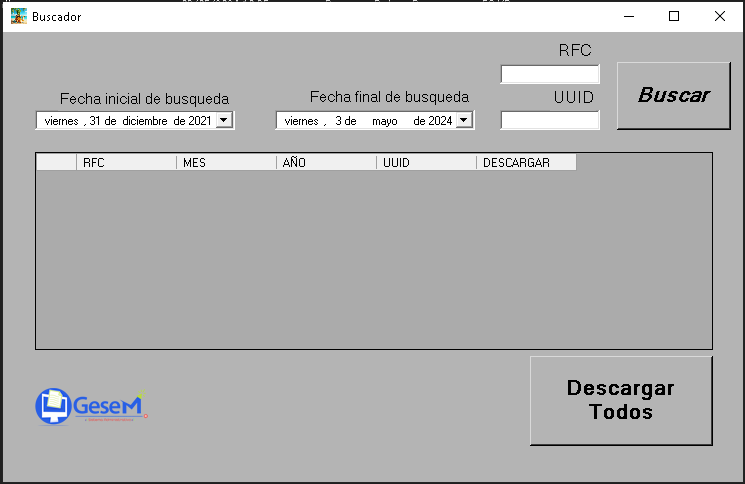 Buscador
RFC
Fecha inicial de busqueda
Fecha final de busqueda
UUID
Buscar
viernes , 31 de diciembre de 2021
viernes , 3 de mayo de 2024
RFC MES AÑO UUID DESCARGAR
Descargar
Todos
GeseM